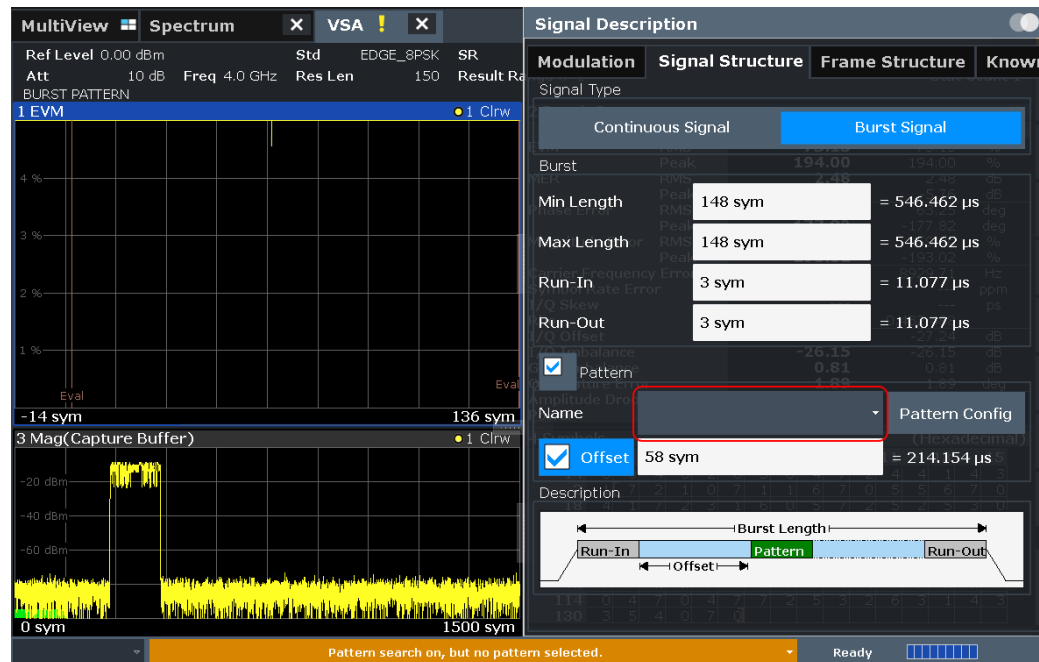 MultiView Spectrum X VSA ! X
Ref Level 0.00 dBm Std EDGE_8PSK SR
Att 10 dB Freq 4.0 GHz Res Len 150 Result Ra
BURST PATTERN
1 EVM 1 Clrw
4 %
3 %
2 %
1 %
Eval
Eval
-14 sym 136 sym
3 Mag(Capture Buffer) 1 Clrw
-20 dBm
-40 dBm
-60 dBm
0 sym 1500 sym
Signal Description
Modulation Signal Structure Frame Structure Known
Signal Type
Continuous Signal Burst Signal
Burst
Min Length 148 sym = 546.462 µs
Max Length 148 sym = 546.462 µs
Run-In 3 sym = 11.077 µs
Run-Out 3 sym = 11.077 µs
Pattern
Name Pattern Config
Offset 58 sym = 214.154 µs
Description
Burst Length
Run-In Pattern Run-Out
Offset
Pattern search on, but no pattern selected. Ready